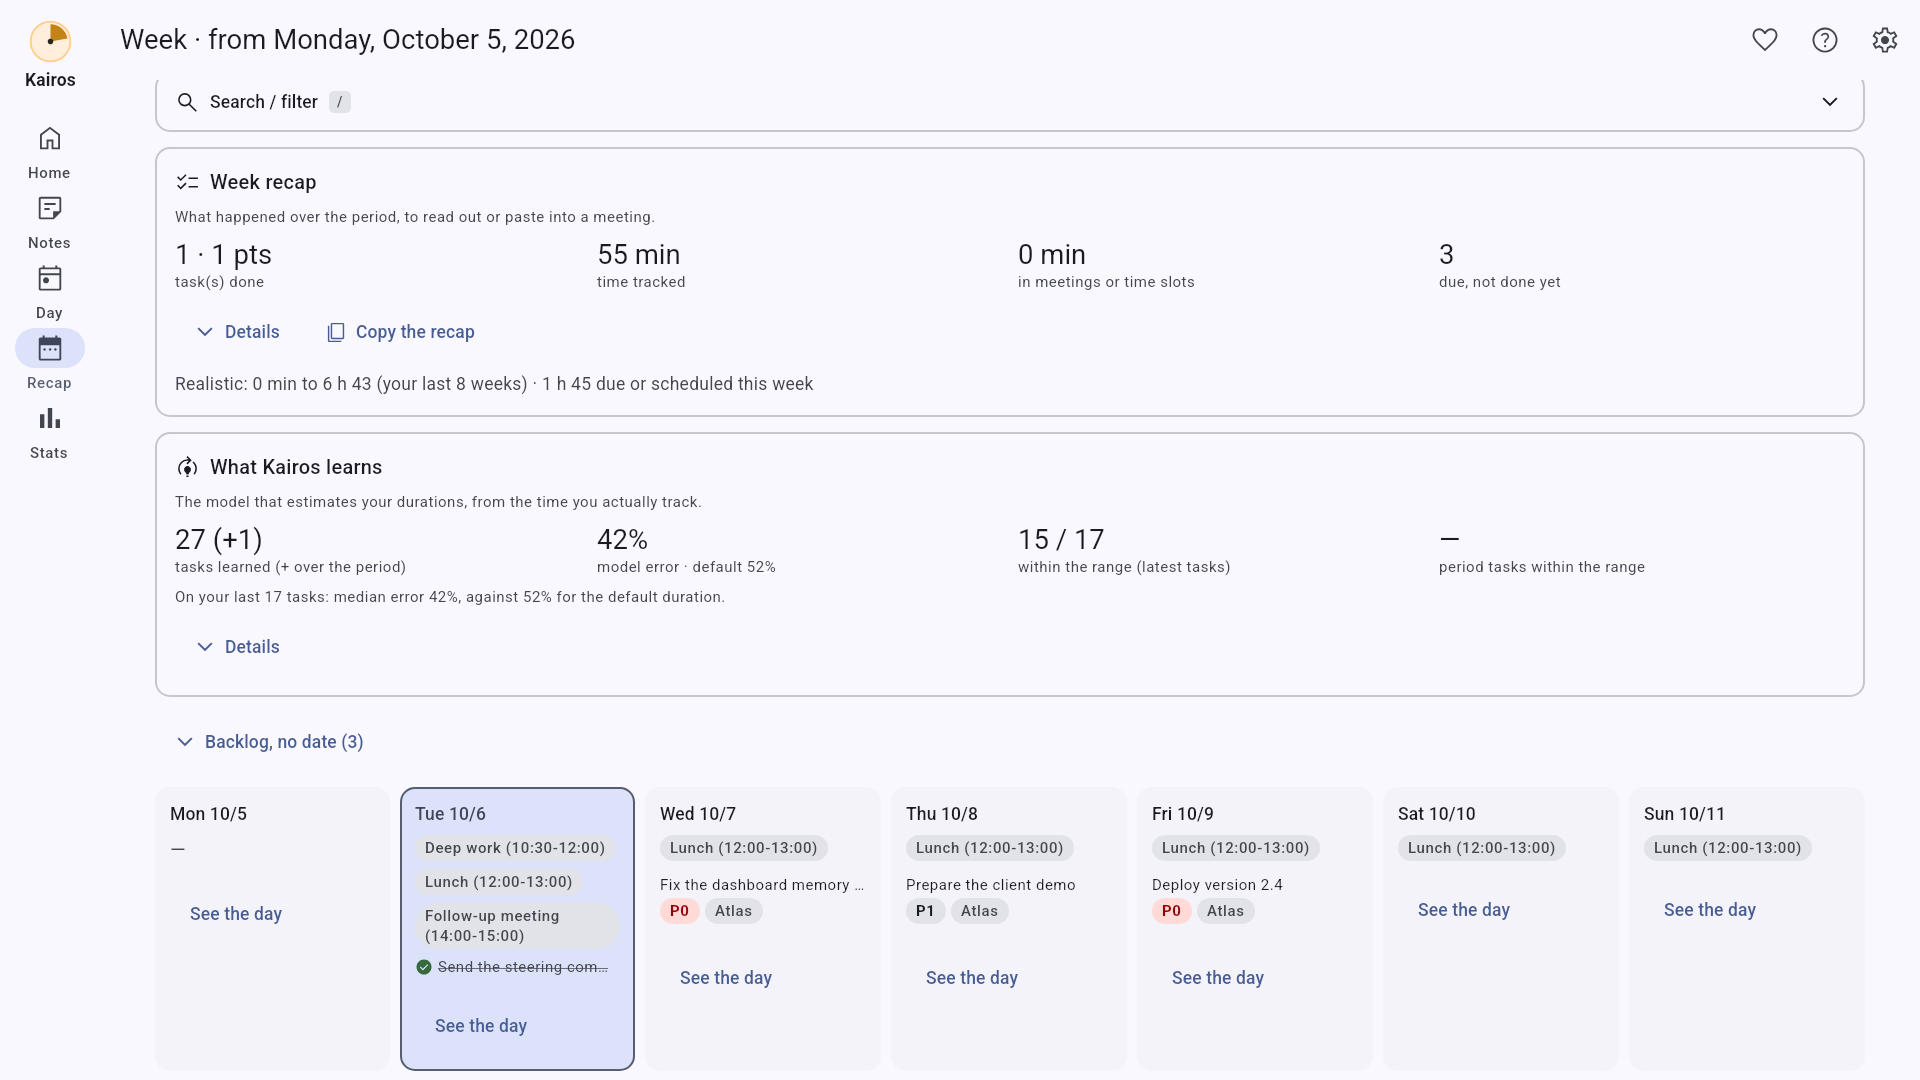 Kairos
Home
Notes
Day
Recap
Stats
Week · from Monday, October 5, 2026
Search / filter /
Week recap
What happened over the period, to read out or paste into a meeting.
1 · 1 pts
task(s) done
55 min
time tracked
0 min
in meetings or time slots
3
due, not done yet
Details
Copy the recap
Realistic: 0 min to 6 h 43 (your last 8 weeks) · 1 h 45 due or scheduled this week
What Kairos learns
The model that estimates your durations, from the time you actually track.
27 (+1)
tasks learned (+ over the period)
42%
model error · default 52%
15 / 17
within the range (latest tasks)
—
period tasks within the range
On your last 17 tasks: median error 42%, against 52% for the default duration.
Details
Backlog, no date (3)
Mon 10/5
—
See the day
Tue 10/6
Deep work (10:30-12:00)
Lunch (12:00-13:00)
Follow-up meeting
(14:00-15:00)
Send the steering com…
See the day
Wed 10/7
Lunch (12:00-13:00)
Fix the dashboard memory …
P0 Atlas
See the day
Thu 10/8
Lunch (12:00-13:00)
Prepare the client demo
P1 Atlas
See the day
Fri 10/9
Lunch (12:00-13:00)
Deploy version 2.4
P0 Atlas
See the day
Sat 10/10
Lunch (12:00-13:00)
See the day
Sun 10/11
Lunch (12:00-13:00)
See the day